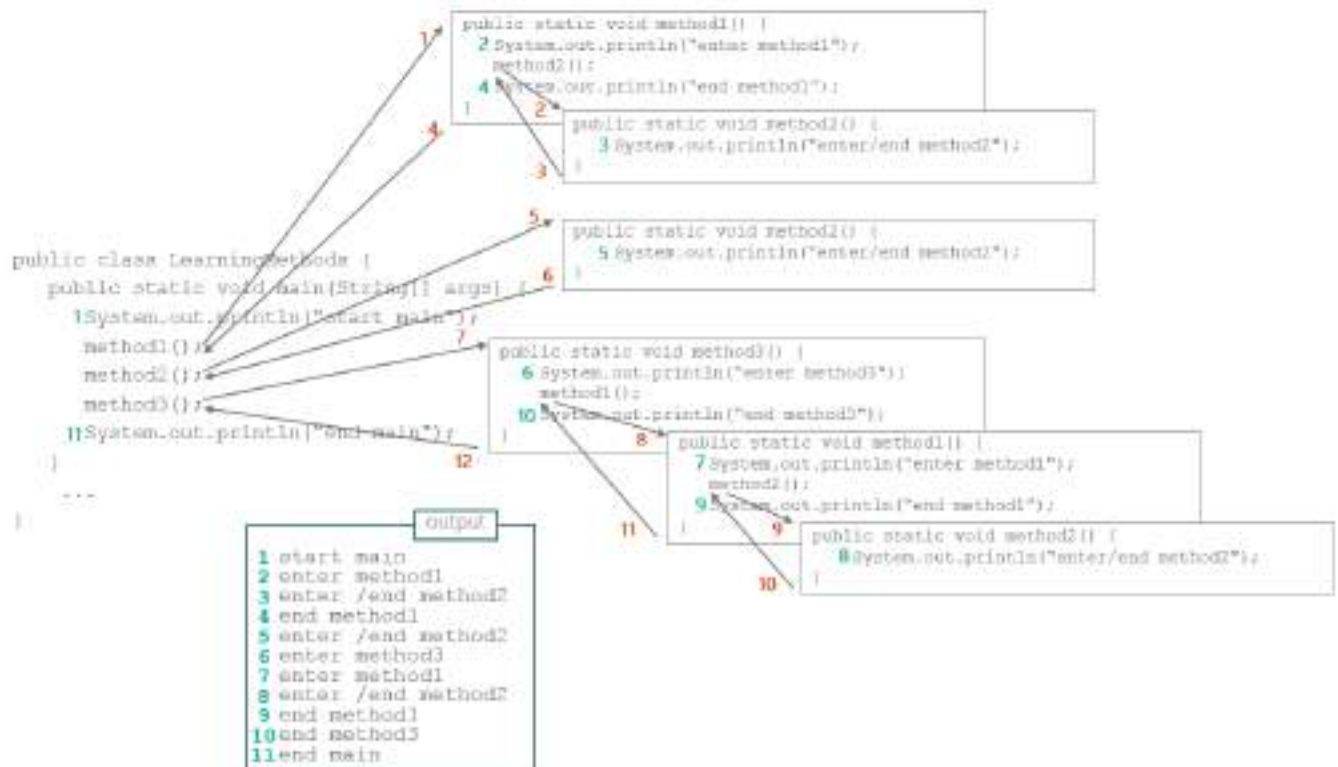 public static void method1() {
2 System.out.println("enter method1");
method2();
4 System.out.println("end method1");
}
1
4
2
3
public static void method2() {
3 System.out.println("enter/end method2");
}
5
6
public static void method2() {
5 System.out.println("enter/end method2");
}
public class LearningMethods {
public static void main(String[] args) {
1 System.out.println("start main");
method1();
method2();
method3();
11 System.out.println("end main");
}
...
}
7
12
public static void method3() {
6 System.out.println("enter method3");
method1();
10 System.out.println("end method3");
}
8
11
public static void method1() {
7 System.out.println("enter method1");
method2();
9 System.out.println("end method1");
}
9
10
public static void method2() {
8 System.out.println("enter/end method2");
}
output
1 start main
2 enter method1
3 enter /end method2
4 end method1
5 enter /end method2
6 enter method3
7 enter method1
8 enter /end method2
9 end method1
10 end method3
11 end main